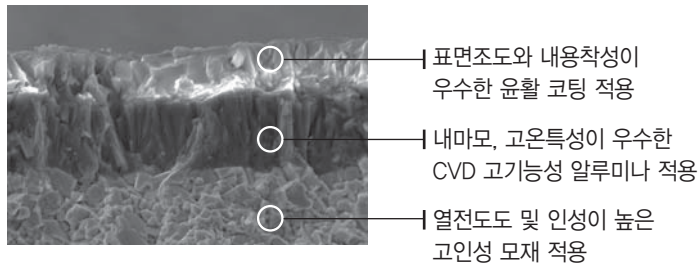 표면조도와 내용착성이
우수한 윤활 코팅 적용
내마모, 고온특성이 우수한
CVD 고기능성 알루미나 적용
열전도도 및 인성이 높은
고인성 모재 적용